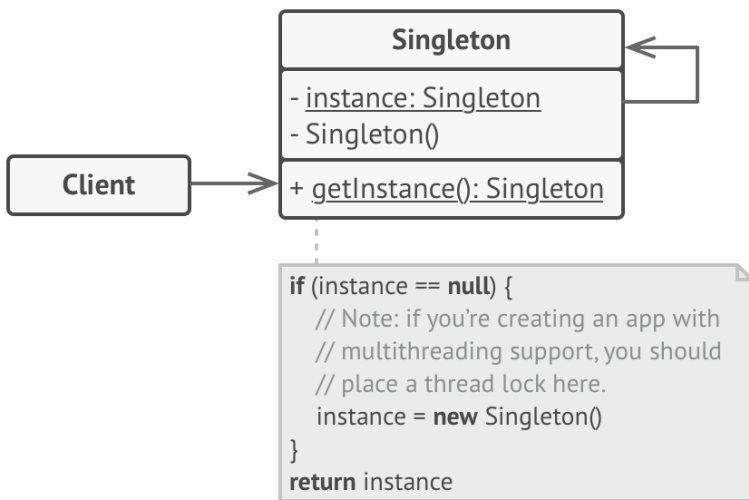 Singleton
- instance: Singleton
- Singleton()
Client
+ getInstance(): Singleton
if (instance == null) {
// Note: if you’re creating an app with
// multithreading support, you should
// place a thread lock here.
instance = new Singleton()
}
return instance